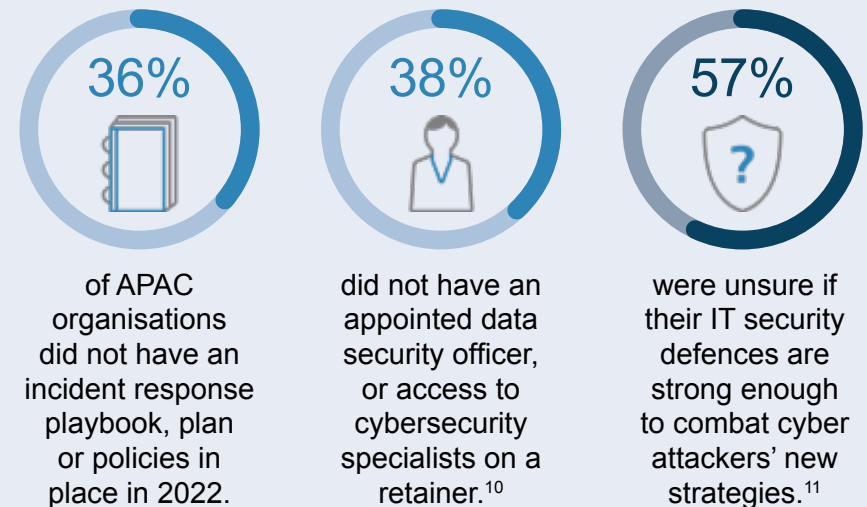 36%
of APAC
organisations
did not have an
incident response
playbook, plan
or policies in
place in 2022.
38%
did not have an
appointed data
security officer,
or access to
cybersecurity
specialists on a
retainer.10
57%
?
were unsure if
their IT security
defences are
strong enough
to combat cyber
attackers’ new
strategies.11